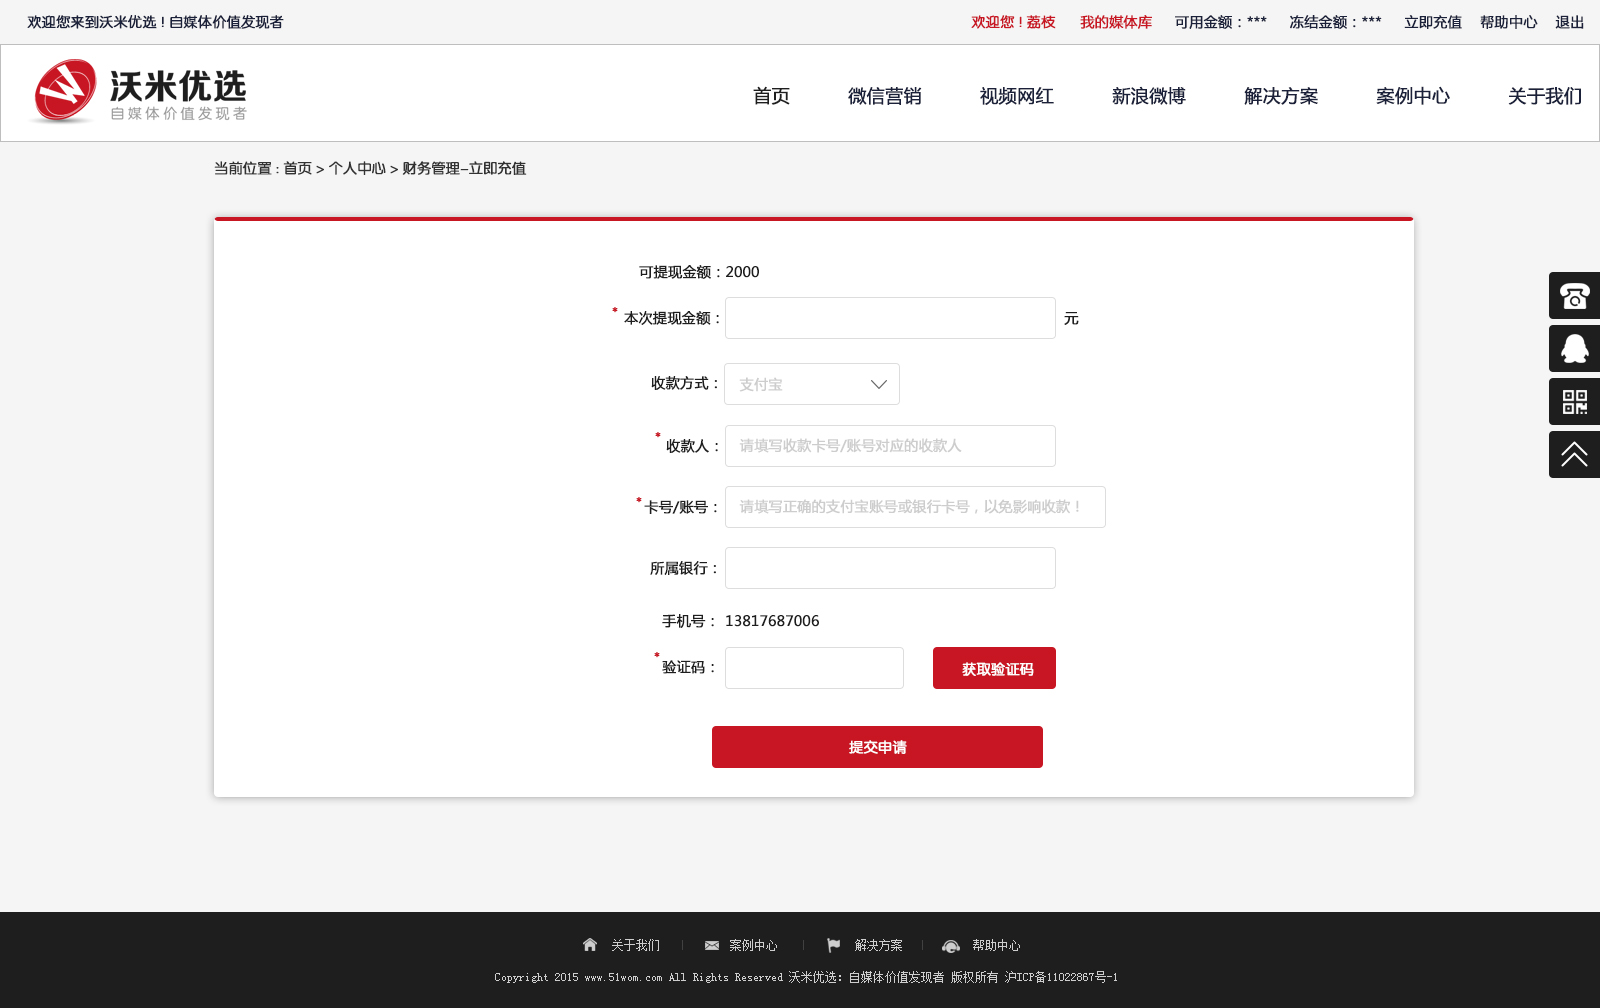 欢迎您来到沃米优选！自媒体价值发现者
欢迎您！荔枝 我的媒体库 可用金额：*** 冻结金额：*** 立即充值 帮助中心 退出
沃米优选
自媒体价值发现者
首页 微信营销 视频网红 新浪微博 解决方案 案例中心 关于我们
当前位置 : 首页 > 个人中心 > 财务管理-立即充值
可提现金额：2000
* 本次提现金额： 元
收款方式： 支付宝
* 收款人： 请填写收款卡号/账号对应的收款人
* 卡号/账号： 请填写正确的支付宝账号或银行卡号，以免影响收款！
所属银行：
手机号： 13817687006
* 验证码： 获取验证码
提交申请
关于我们 | 案例中心 | 解决方案 | 帮助中心
Copyright 2015 www.51wom.com All Rights Reserved 沃米优选：自媒体价值发现者 版权所有 沪ICP备11022867号-1